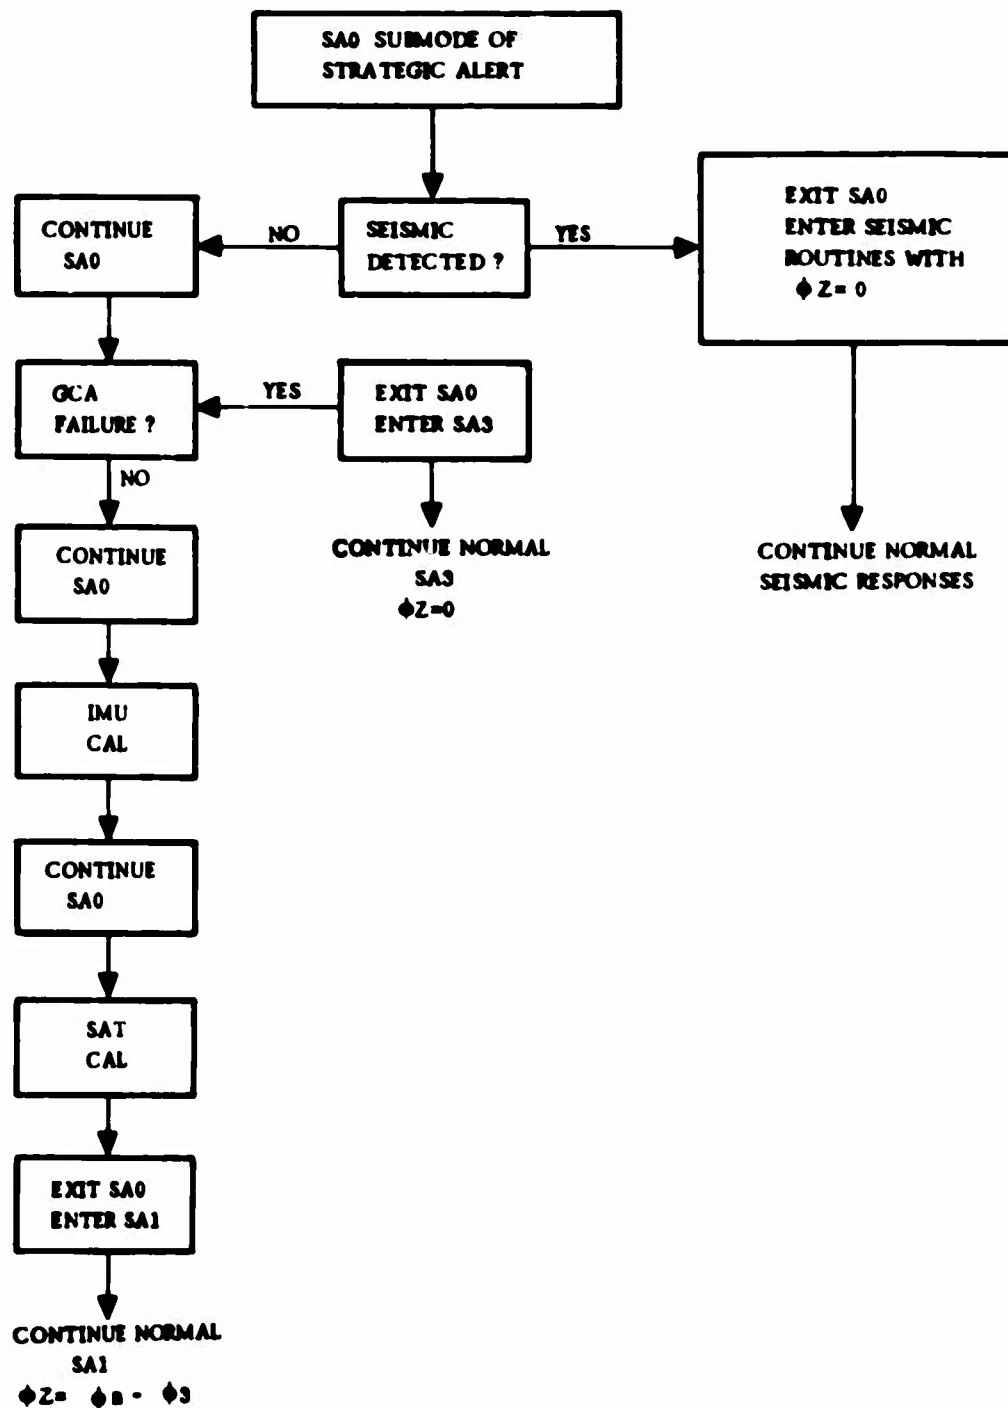 SA0 SUBMODE OF
STRATEGIC ALERT
CONTINUE
SA0
NO
SEISMIC
DETECTED ?
YES
EXIT SA0
ENTER SEISMIC
ROUTINES WITH
ϕ Z= 0
GCA
FAILURE ?
YES
EXIT SA0
ENTER SA3
NO
CONTINUE
SA0
CONTINUE NORMAL
SA3
ϕZ=0
CONTINUE NORMAL
SEISMIC RESPONSES
IMU
CAL
CONTINUE
SA0
SAT
CAL
EXIT SA0
ENTER SA1
CONTINUE NORMAL
SA1
ϕZ= ϕ - ϕ3